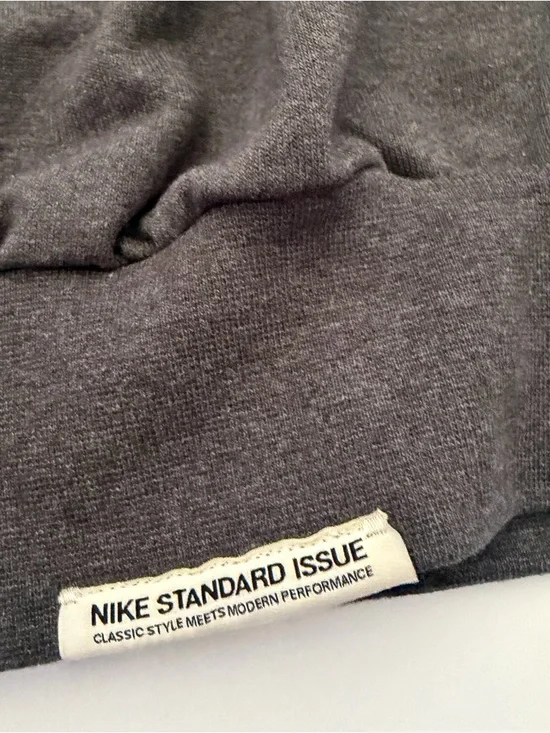 NIKE STANDARD ISSUE
CLASSIC STYLE MEETS MODERN PERFORMANCE